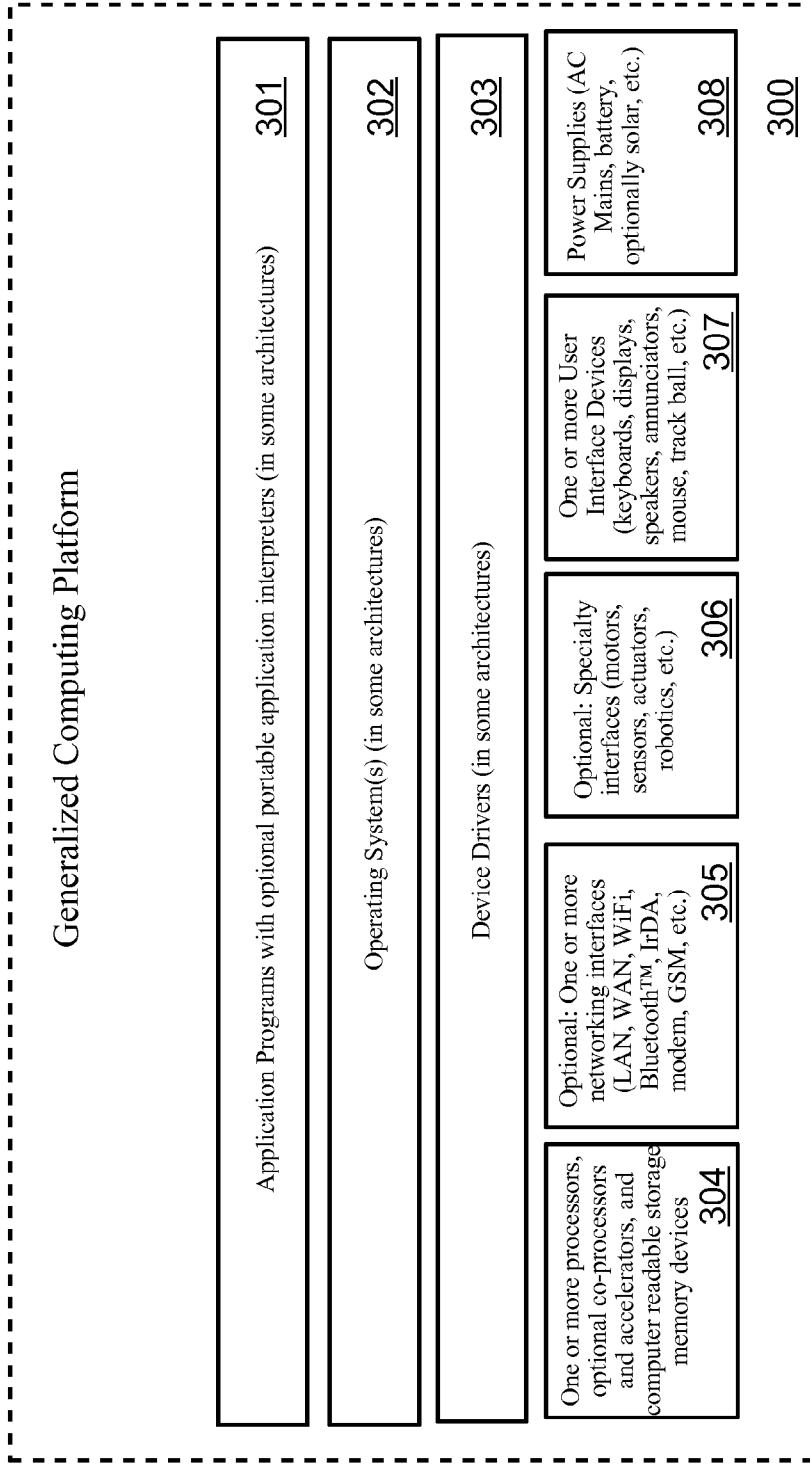 Generalized Computing Platform
Application Programs with optional portable application interpreters (in some architectures)
301
Operating System(s) (in some architectures)
302
Device Drivers (in some architectures)
303
One or more processors,
optional co-processors
and accelerators, and
computer readable storage
memory devices
304
Optional: One or more
networking interfaces
(LAN, WAN, WiFi,
Bluetooth™, IrDA,
modem, GSM, etc.)
305
Optional: Specialty
interfaces (motors,
sensors, actuators,
robotics, etc.)
306
One or more User
Interface Devices
(keyboards, displays,
speakers, annunciators,
mouse, track ball, etc.)
307
Power Supplies (AC
Mains, battery,
optionally solar, etc.)
308
300